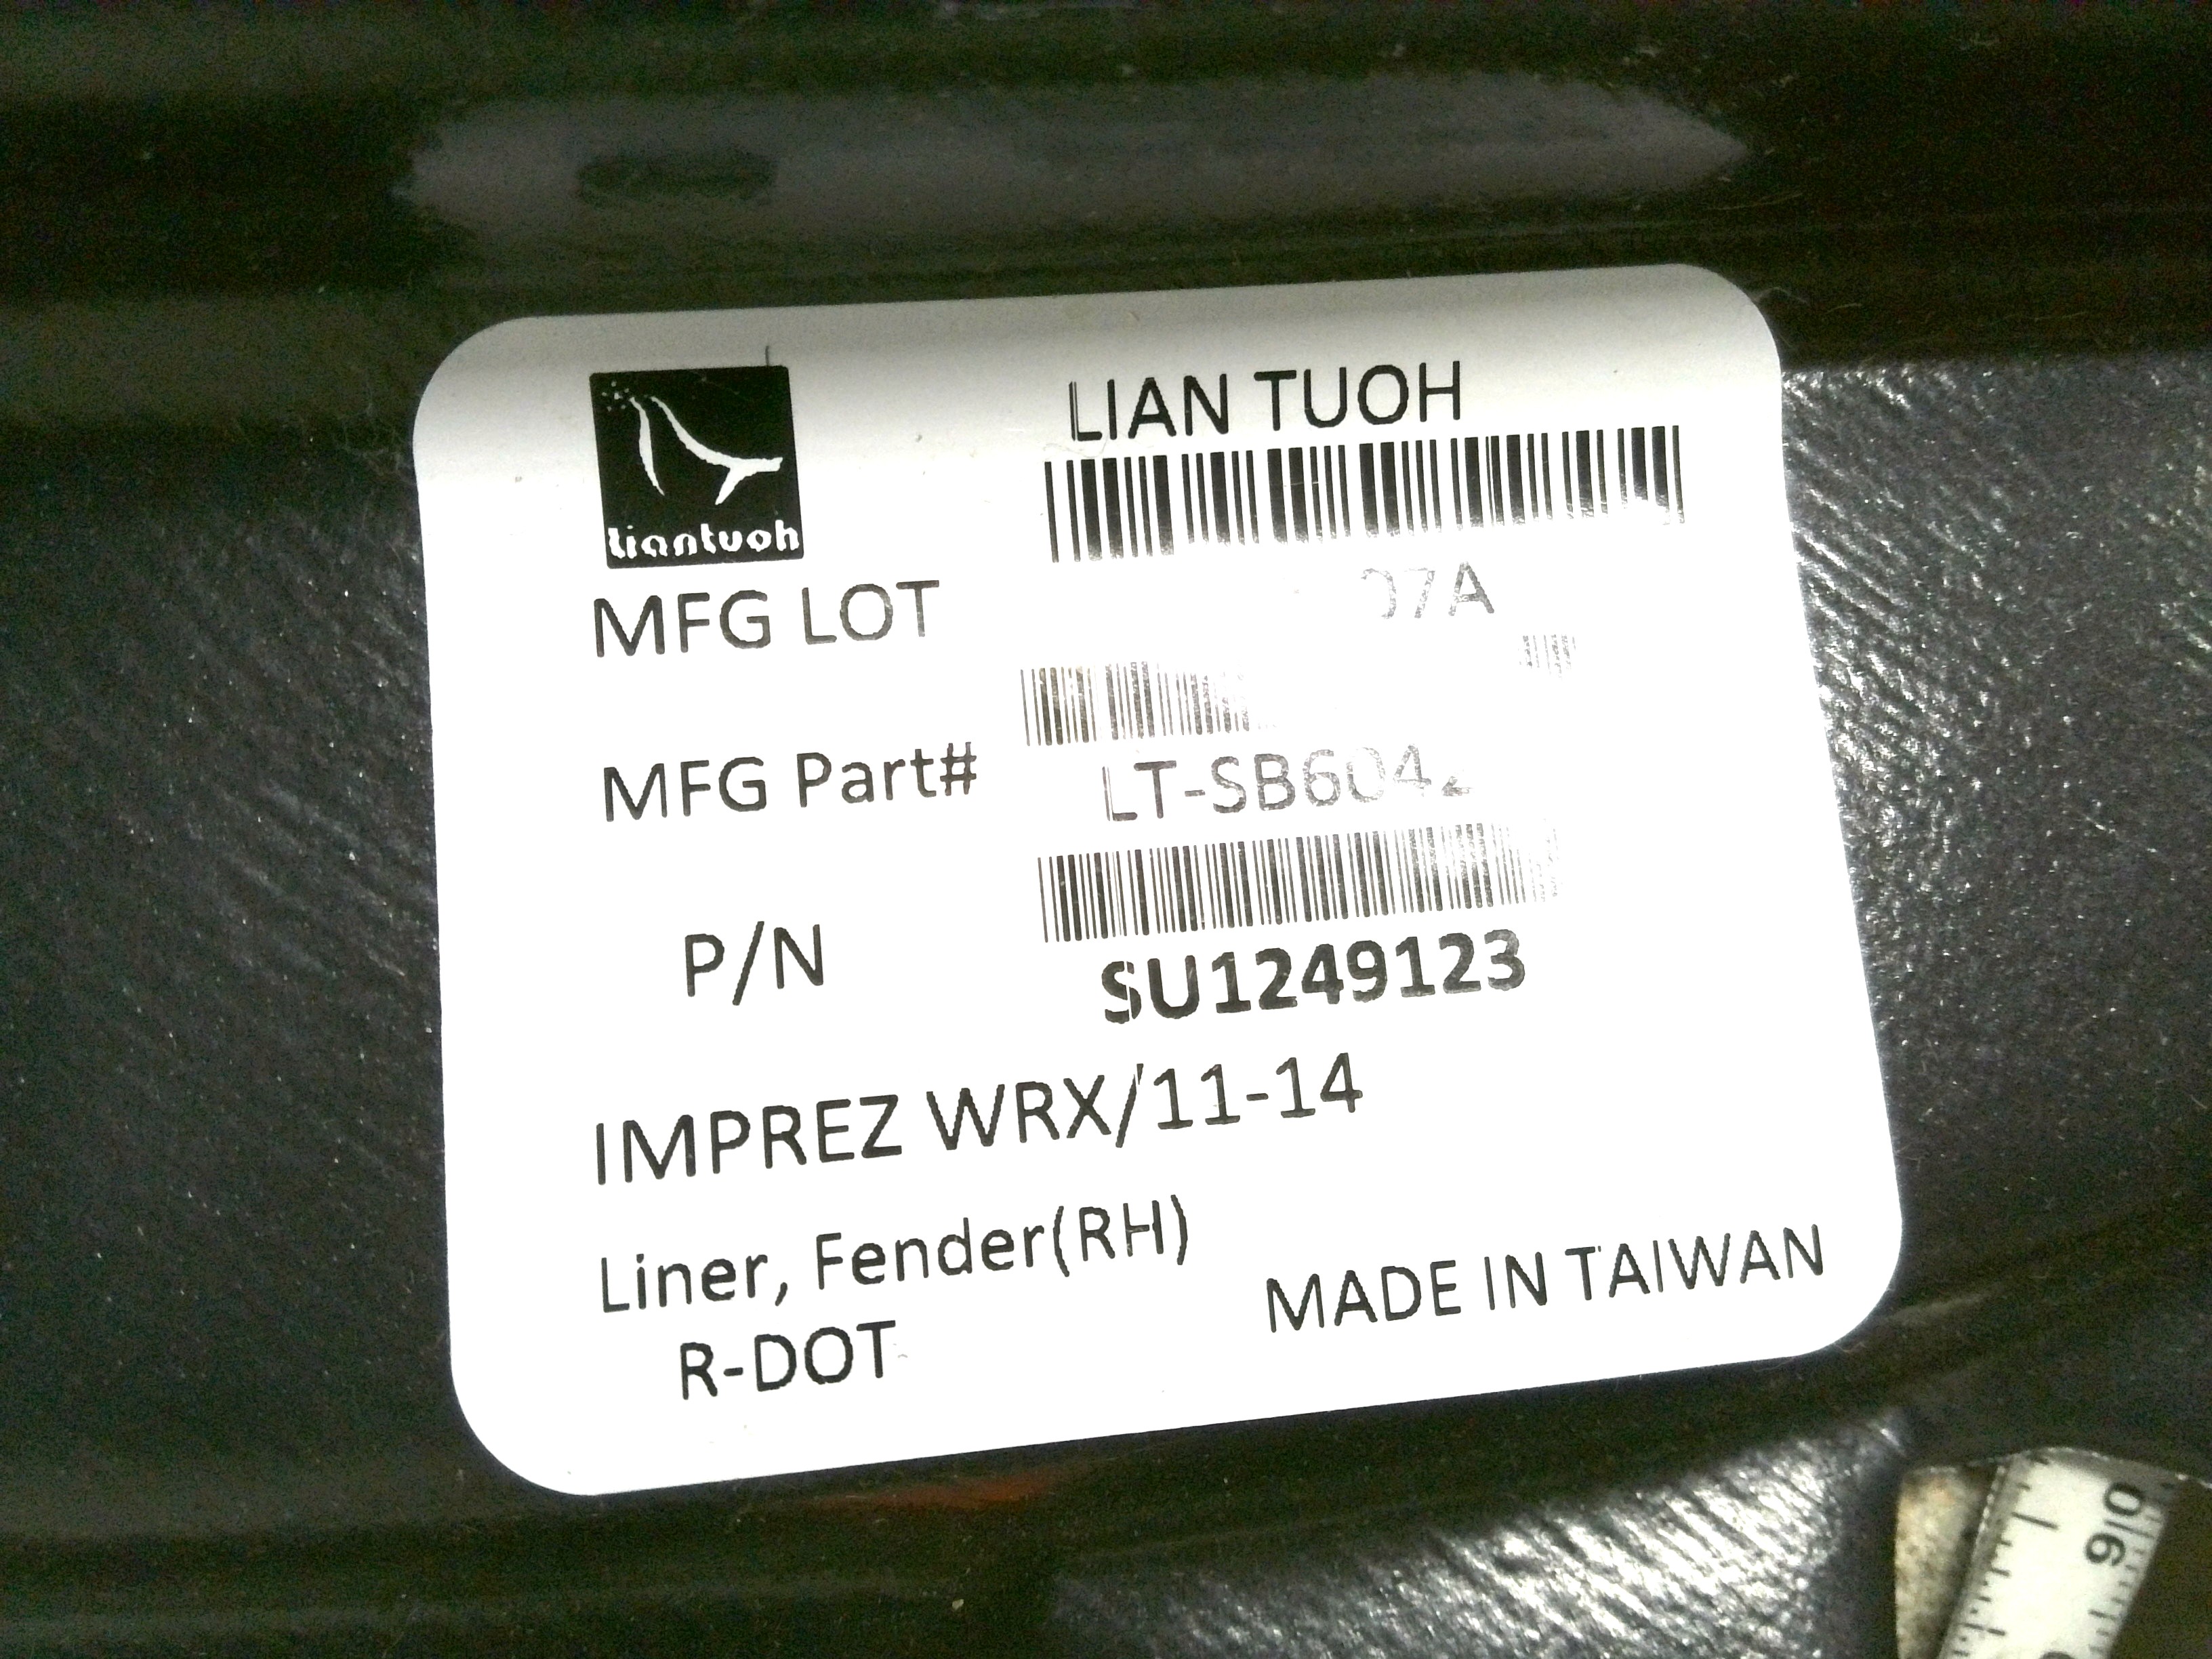 LIAN TUOH
liantuoh
MFG LOT
MFG Part#
P/N SU1249123
IMPREZ WRX/11-14
Liner, Fender(RH)
R-DOT
MADE IN TAIWAN
90